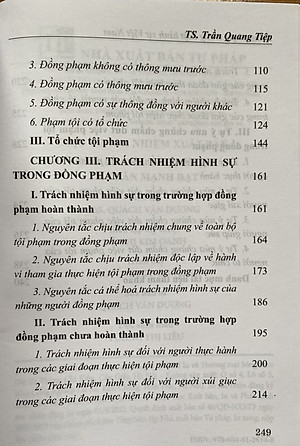 TS. Trần Quang Tiệp
3. Đồng phạm không có thông mưu trước 110
4. Đồng phạm có thông mưu trước 115
5. Đồng phạm có sự thông đồng với người khác 121
6. Phạm tội có tổ chức 124
III. Tổ chức tội phạm 144
CHƯƠNG III. TRÁCH NHIỆM HÌNH SỰ
TRONG ĐỒNG PHẠM 161
I. Trách nhiệm hình sự trong trường hợp đồng
phạm hoàn thành 161
1. Nguyên tắc chịu trách nhiệm chung về toàn bộ
tội phạm trong đồng phạm 164
2. Nguyên tắc chịu trách nhiệm độc lập về hành
vi tham gia thực hiện tội phạm trong đồng phạm 173
3. Nguyên tắc cá thể hoá trách nhiệm hình sự của
những người đồng phạm 186
II. Trách nhiệm hình sự trong trường hợp
đồng phạm chưa hoàn thành 195
1. Trách nhiệm hình sự đối với người thực hành
trong các giai đoạn thực hiện tội phạm 200
2. Trách nhiệm hình sự đối với người xúi giục
trong các giai đoạn thực hiện tội phạm 214
249